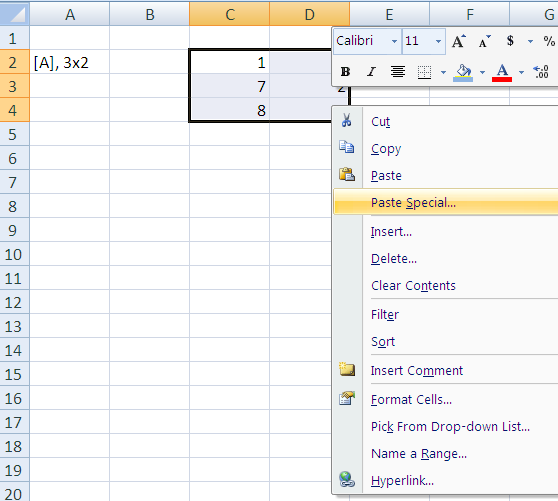 A B C D E F G
1
2 [A], 3x2 1
3 7 2
4 8
5
6
7
8
9
10
11
12
13
14
15
16
17
18
19
20
Calibri 11 A A $ %
B I A .00
Cut
Copy
Paste
Paste Special...
Insert...
Delete...
Clear Contents
Filter
Sort
Insert Comment
Format Cells...
Pick From Drop-down List...
Name a Range...
Hyperlink...